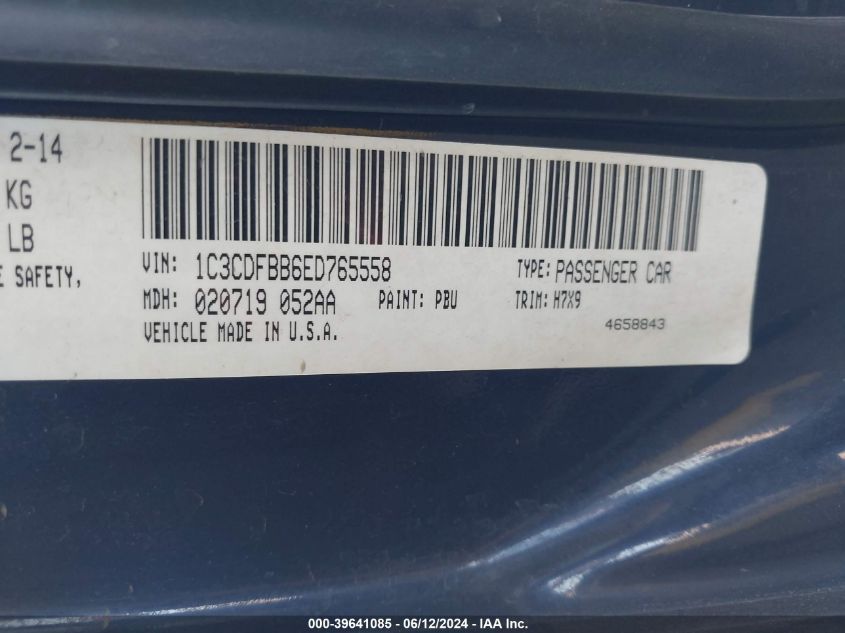 2-14
KG
LB
E SAFETY,
VIN: 1C3CDFBB6ED765558 TYPE: PASSENGER CAR
MDH: 020719 052AA PAINT: PBU TRIM: H7X9
VEHICLE MADE IN U.S.A. 4658843
000-39641085 - 06/12/2024 - IAA Inc.